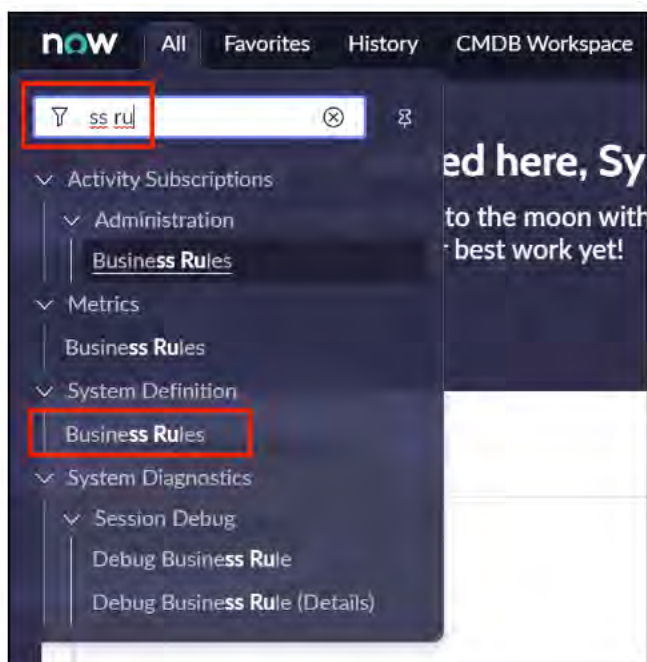 now All Favorites History CMDB Workspace
ss ru
ed here, Sy
Activity Subscriptions
Administration
to the moon with
best work yet!
Business Rules
Metrics
Business Rules
System Definition
Business Rules
System Diagnostics
Session Debug
Debug Business Rule
Debug Business Rule (Details)